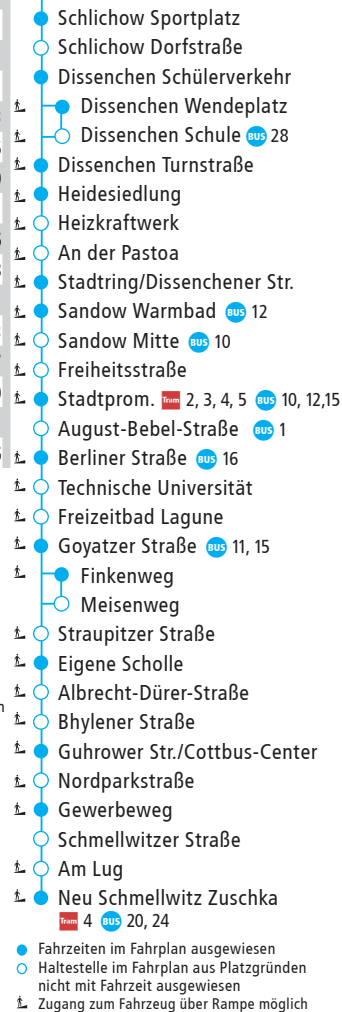 Schlichow Sportplatz
Schlichow Dorfstraße
Dissenchen Schülerverkehr
Dissenchen Wendeplatz
Dissenchen Schule BUS 28
Dissenchen Turnstraße
Heidesiedlung
Heizkraftwerk
An der Pastoa
Stadtring/Dissenchener Str.
Sandow Warmbad BUS 12
Sandow Mitte BUS 10
Freiheitsstraße
Stadtprom. Tram 2, 3, 4, 5 BUS 10, 12,15
August-Bebel-Straße BUS 1
Berliner Straße BUS 16
Technische Universität
Freizeitbad Lagune
Goyatzer Straße BUS 11, 15
Finkenweg
Meisenweg
Straupitzer Straße
Eigene Scholle
Albrecht-Dürer-Straße
Bhylener Straße
Guhrower Str./Cottbus-Center
Nordparkstraße
Gewerbeweg
Schmellwitzer Straße
Am Lug
Neu Schmellwitz Zuschka
Tram 4 BUS 20, 24
Fahrzeiten im Fahrplan ausgewiesen
Haltestelle im Fahrplan aus Platzgründen
nicht mit Fahrzeit ausgewiesen
Zugang zum Fahrzeug über Rampe möglich